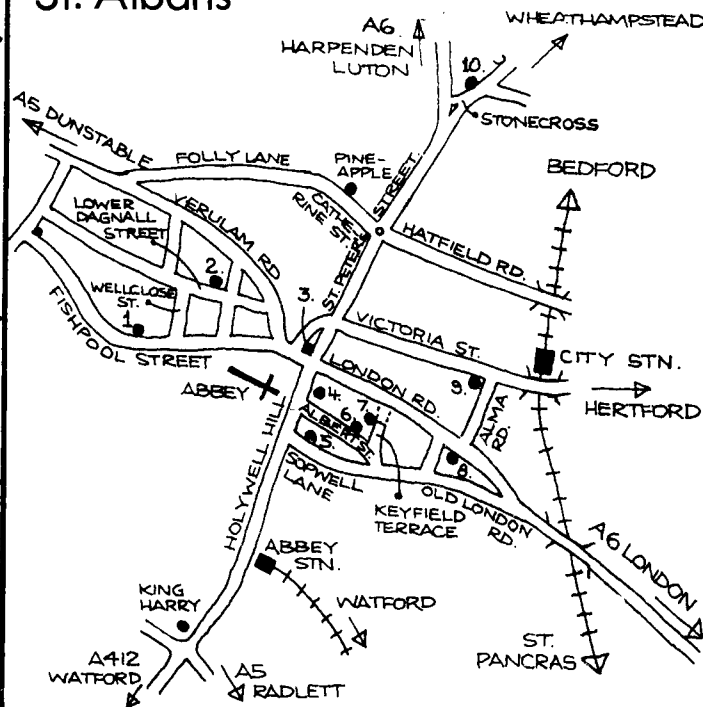 St. Albans
WHEATHAMPSTEAD
A6
HARPENDEN
LUTON
10.
STONECROSS
A5 DUNSTABLE
FOLLY LANE
PINE-
APPLE
BEDFORD
CATHE-
RINE ST.
ST. PETERS STREET.
HATFIELD RD.
LOWER
DAGNALL
STREET
VERULAM RD
2.
WELLCLOSE
ST.
1
3.
VICTORIA ST.
FISHPOOL STREET
CITY STN.
LONDON RD.
ABBEY
9.
HERTFORD
4.
7.
6.
ALBERT ST.
5.
ALMA
RD.
8.
HOLYWELL HILL
SOPWELL
LANE
OLD LONDON
RD.
KEYFIELD
TERRACE
A6 LONDON
ABBEY
STN.
WATFORD
KING
HARRY
ST.
PANCRAS
A412
WATFORD
A5
RADLETT